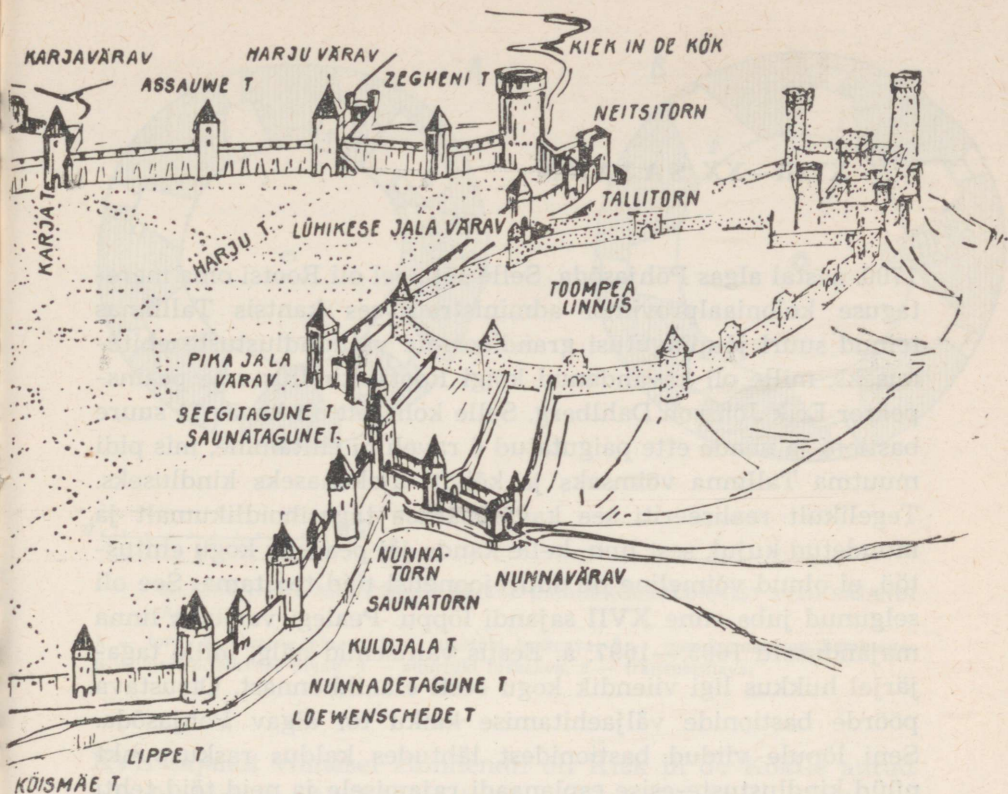 KARJAVÄRAV
ASSAUWE T
HARJU VÄRAV
ZEGHENI T
KIEK IN DE KÖK
NEITSITORN
TALLITORN
KARJA T
HARJU T.
LÜHIKESE JALA VÄRAV
TOOMPEA
LINNUS
PIKA JALA
VÄRAV
SEEGITAGUNE T
SAUNATAGUNE T.
NUNNA-
TORN
NUNNAVÄRAV
SAUNATORN
KULDJALA T
NUNNADETAGUNE T
LOEWENSCHEDE T
LIPPE T
KÖISMÄE T